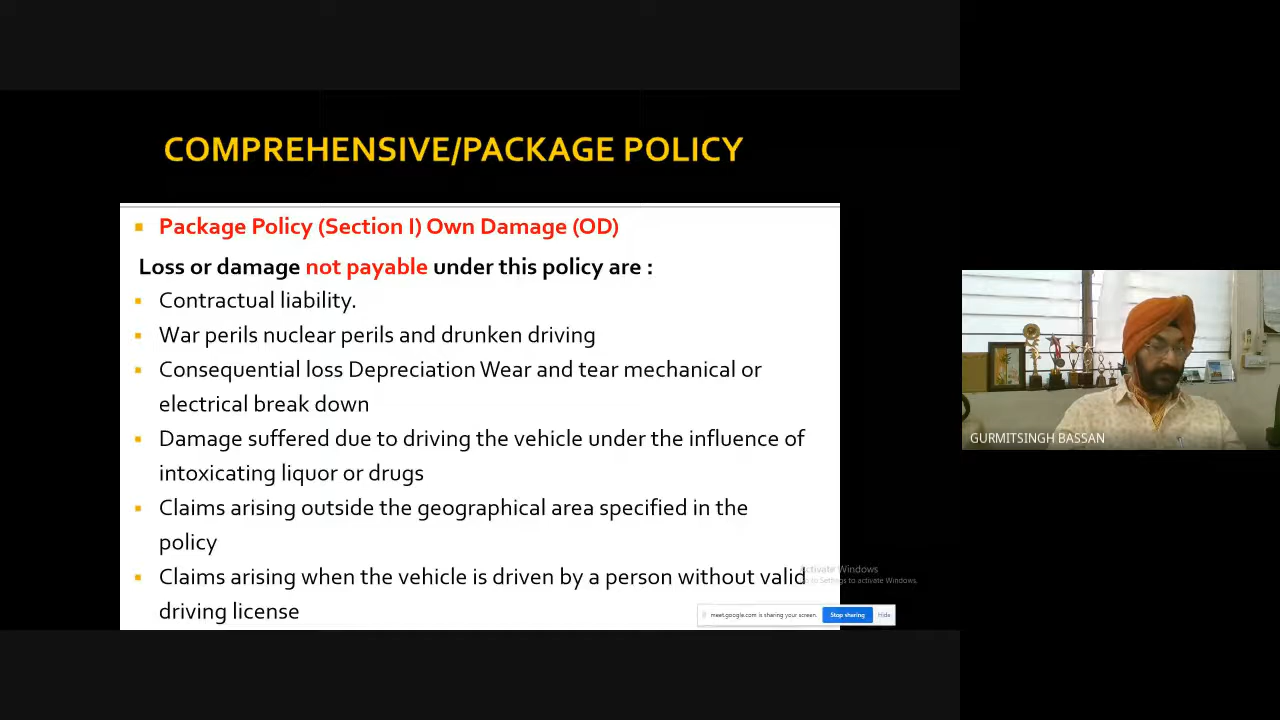 COMPREHENSIVE/PACKAGE POLICY
Package Policy (Section I) Own Damage (OD)
Loss or damage not payable under this policy are :
Contractual liability.
War perils nuclear perils and drunken driving
Consequential loss Depreciation Wear and tear mechanical or
electrical break down
Damage suffered due to driving the vehicle under the influence of
intoxicating liquor or drugs
Claims arising outside the geographical area specified in the
policy
Claims arising when the vehicle is driven by a person without valid
driving license
Activate Windows
Go to Settings to activate Windows.
meet.google.com is sharing your screen.
Stop sharing
Hide
GURMITSINGH BASSAN